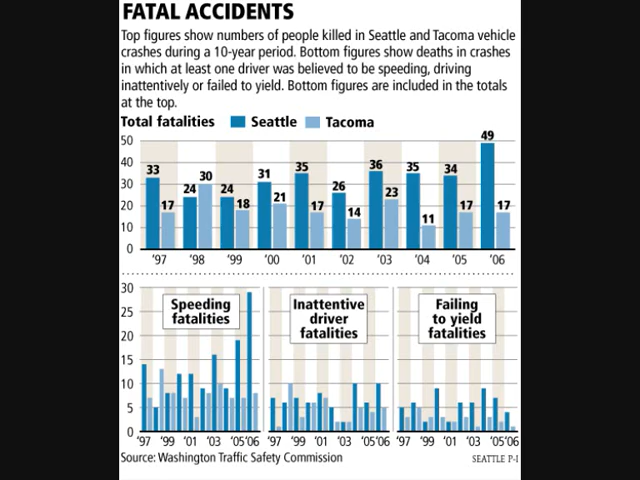 FATAL ACCIDENTS
Top figures show numbers of people killed in Seattle and Tacoma vehicle
crashes during a 10-year period. Bottom figures show deaths in crashes
in which at least one driver was believed to be speeding, driving
inattentively or failed to yield. Bottom figures are included in the totals
at the top.
Total fatalities Seattle Tacoma
50
40
30
20
10
0
33 17 24 30 24 18 31 21 35 17 26 14 36 23 35 11 34 17 49 17
'97 '98 '99 '00 '01 '02 '03 '04 '05 '06
30
25
20
15
10
5
0
Speeding
fatalities
'97 '99 '01 '03 '05 '06
Inattentive
driver
fatalities
'97 '99 '01 '03 '05 '06
Failing
to yield
fatalities
'97 '99 '01 '03 '05 '06
Source: Washington Traffic Safety Commission
SEATTLE P-I